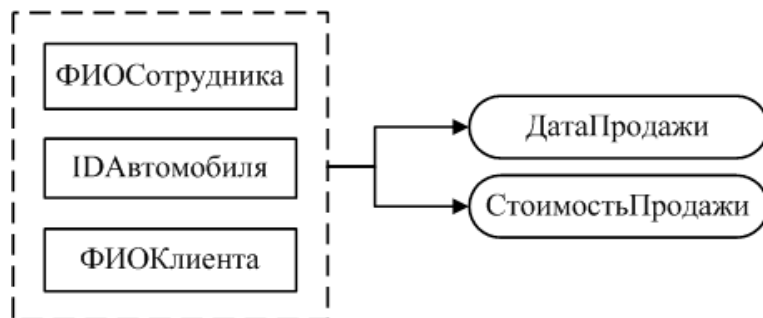 ФИОСотрудника
IDАвтомобиля
ФИОКлиента
ДатаПродажи
СтоимостьПродажи